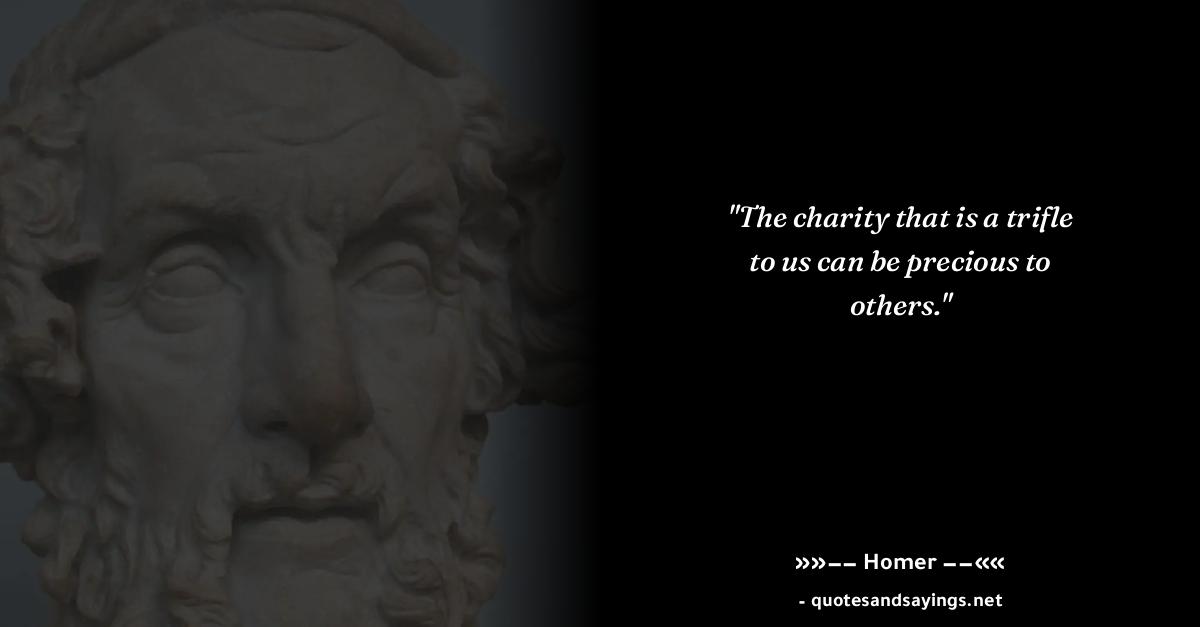 "The charity that is a trifle
to us can be precious to
others."
»»−− Homer −−««
- quotesandsayings.net